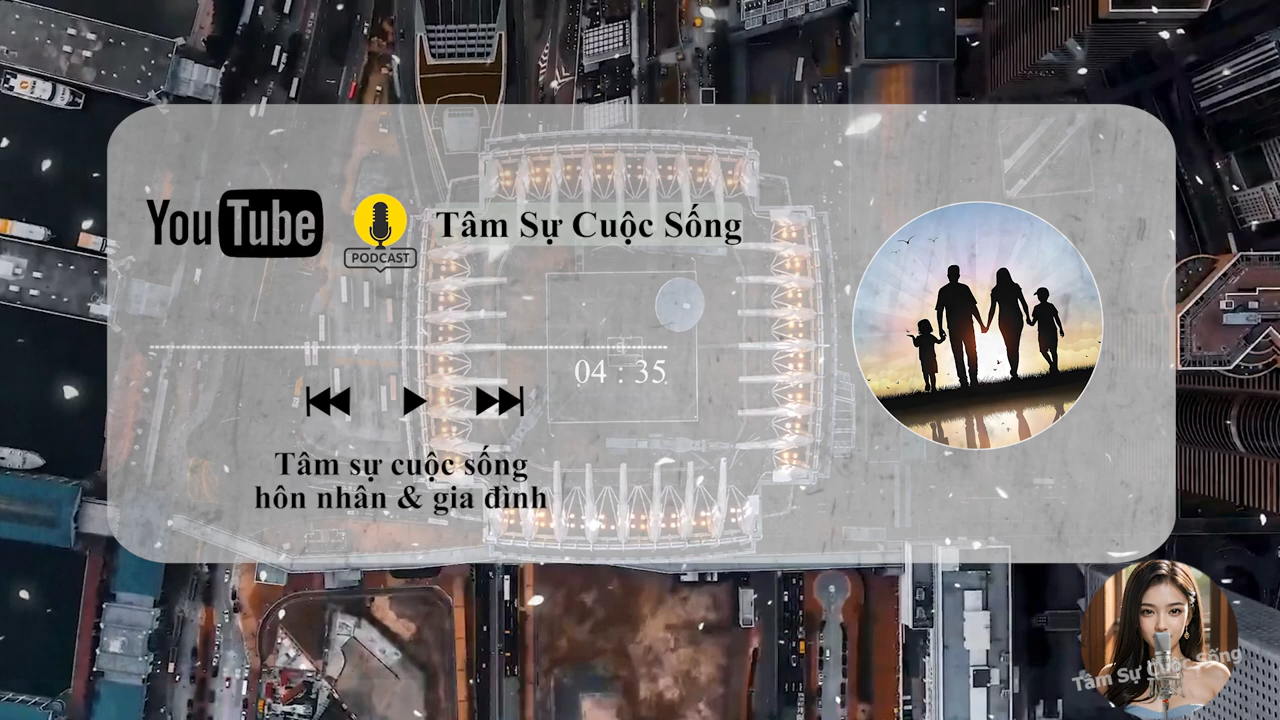 YouTube
PODCAST
Tâm Sự Cuộc Sống
04 : 35
Tâm sự cuộc sống
hôn nhân & gia đình
Tâm Sự Cuộc Sống